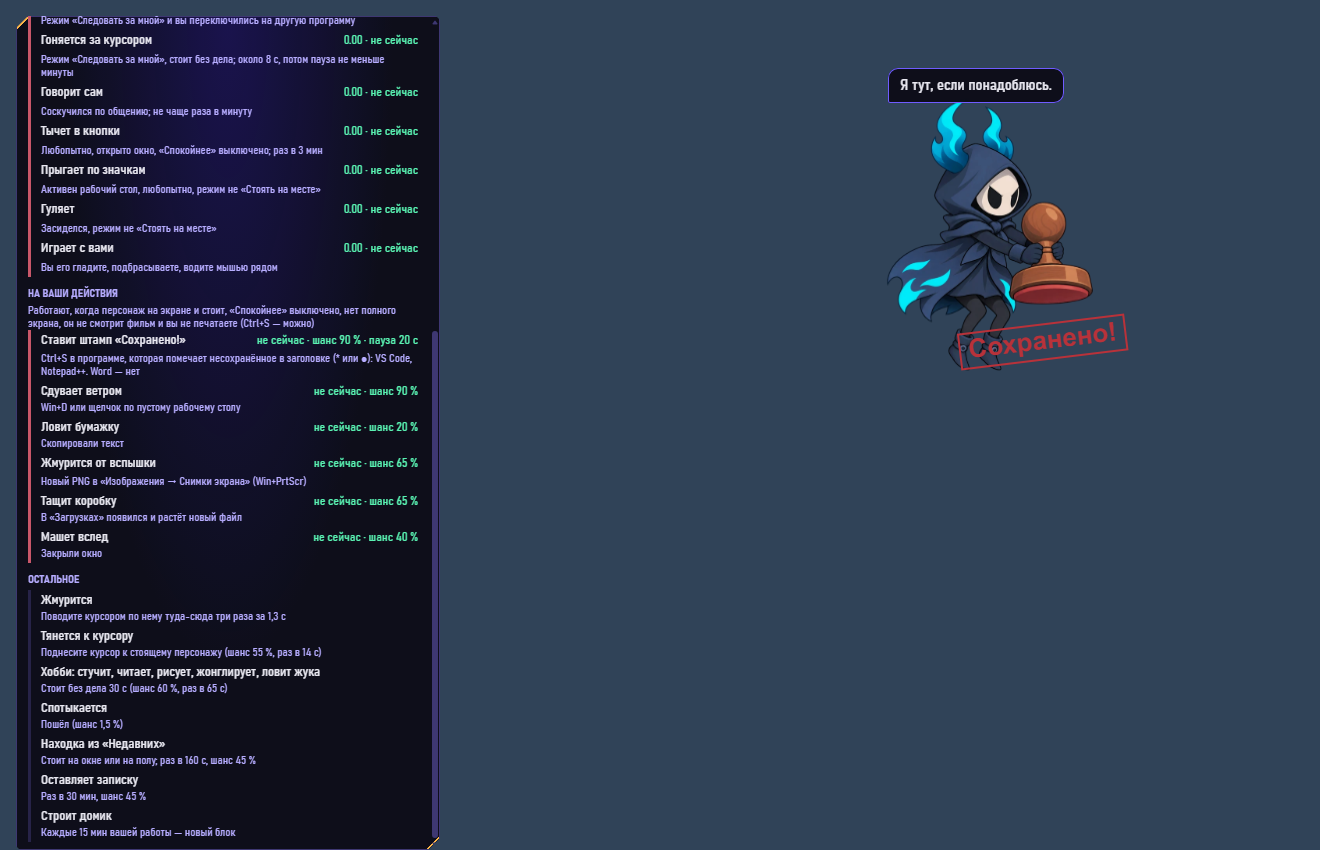 Режим «Следовать за мной» и вы переключились на другую программу
Гоняется за курсором 0.00 · не сейчас
Режим «Следовать за мной», стоит без дела; около 8 с, потом пауза не меньше
минуты
Говорит сам 0.00 · не сейчас
Соскучился по общению; не чаще раза в минуту
Тычет в кнопки 0.00 · не сейчас
Любопытно, открыто окно, «Спокойнее» выключено; раз в 3 мин
Прыгает по значкам 0.00 · не сейчас
Активен рабочий стол, любопытно, режим не «Стоять на месте»
Гуляет 0.00 · не сейчас
Засиделся, режим не «Стоять на месте»
Играет с вами 0.00 · не сейчас
Вы его гладите, подбрасываете, водите мышью рядом
НА ВАШИ ДЕЙСТВИЯ
Работают, когда персонаж на экране и стоит, «Спокойнее» выключено, нет полного
экрана, он не смотрит фильм и вы не печатаете (Ctrl+S — можно)
Ставит штамп «Сохранено!» не сейчас · шанс 90 % · пауза 20 с
Ctrl+S в программе, которая помечает несохранённое в заголовке (* или ●): VS Code,
Notepad++. Word — нет
Сдувает ветром не сейчас · шанс 90 %
Win+D или щелчок по пустому рабочему столу
Ловит бумажку не сейчас · шанс 20 %
Скопировали текст
Жмурится от вспышки не сейчас · шанс 65 %
Новый PNG в «Изображения → Снимки экрана» (Win+PrtScr)
Тащит коробку не сейчас · шанс 65 %
В «Загрузках» появился и растёт новый файл
Машет вслед не сейчас · шанс 40 %
Закрыли окно
ОСТАЛЬНОЕ
Жмурится
Поводите курсором по нему туда-сюда три раза за 1,3 с
Тянется к курсору
Поднесите курсор к стоящему персонажу (шанс 55 %, раз в 14 с)
Хобби: стучит, читает, рисует, жонглирует, ловит жука
Стоит без дела 30 с (шанс 60 %, раз в 65 с)
Спотыкается
Пошёл (шанс 1,5 %)
Находка из «Недавних»
Стоит на окне или на полу; раз в 160 с, шанс 45 %
Оставляет записку
Раз в 30 мин, шанс 45 %
Строит домик
Каждые 15 мин вашей работы — новый блок
Я тут, если понадоблюсь.
Сохранено!